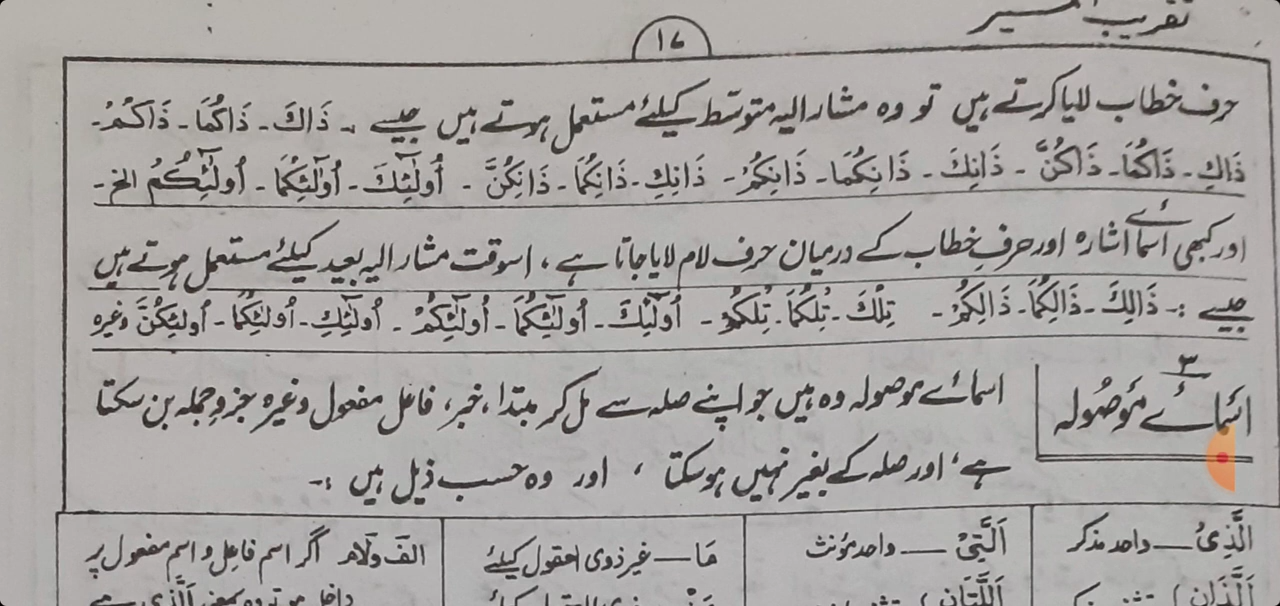 تقریب
۱۷
حرف خطاب لایا کرتے ہیں تو وہ مشار الیہ متوسط کیلئے مستعمل ہوتے ہیں جیسے :۔ ذَاكَ۔ ذَاكُمَا۔ ذَاكُمْ۔
ذَاكِ۔ ذَاكُمَا۔ ذَاكُنَّ۔ ذَانِكَ۔ ذَانِكُمَا۔ ذَانِكُمْ۔ ذَانِكِ۔ ذَانِكُمَا۔ ذَانِكُنَّ۔ اُولٰٓئِكَ۔ اُولٰٓئِكُمَا۔ اُولٰٓئِكُمْ الخ۔
اور کبھی اسمائے اشارہ اور حرفِ خطاب کے درمیان حرف لام لایا جاتا ہے، اسوقت مشار الیہ بعید کیلئے مستعمل ہوتے ہیں
جیسے :۔ ذَالِكَ۔ ذَالِكُمَا۔ ذَالِكُمْ۔ تِلْكَ۔ تِلْكُمَا۔ تِلْكُمْ۔ اُولٰٓئِكَ۔ اُولٰٓئِكُمَا۔ اُولٰٓئِكُمْ۔ اُولٰٓئِكِ۔ اُولٰئِكُمَا۔ اُولٰئِكُنَّ وغیرہ
۳
اسمائے موصولہ
اسمائے موصولہ وہ ہیں جو اپنے صلہ سے مل کر مبتدا، خبر، فاعل مفعول وغیرہ جزوِ جملہ بن سکتا
ہے، اور صلہ کے بغیر نہیں ہو سکتا، اور وہ حسب ذیل ہیں :۔
اَلَّذِیْ — واحد مذکر
اَلَّتِیْ — واحد مؤنث
مَا — غیر ذوی العقول کیلئے
الف ولام اگر اسم فاعل و اسم مفعول پر
اَلَّذَانِ
اَللَّتَانِ